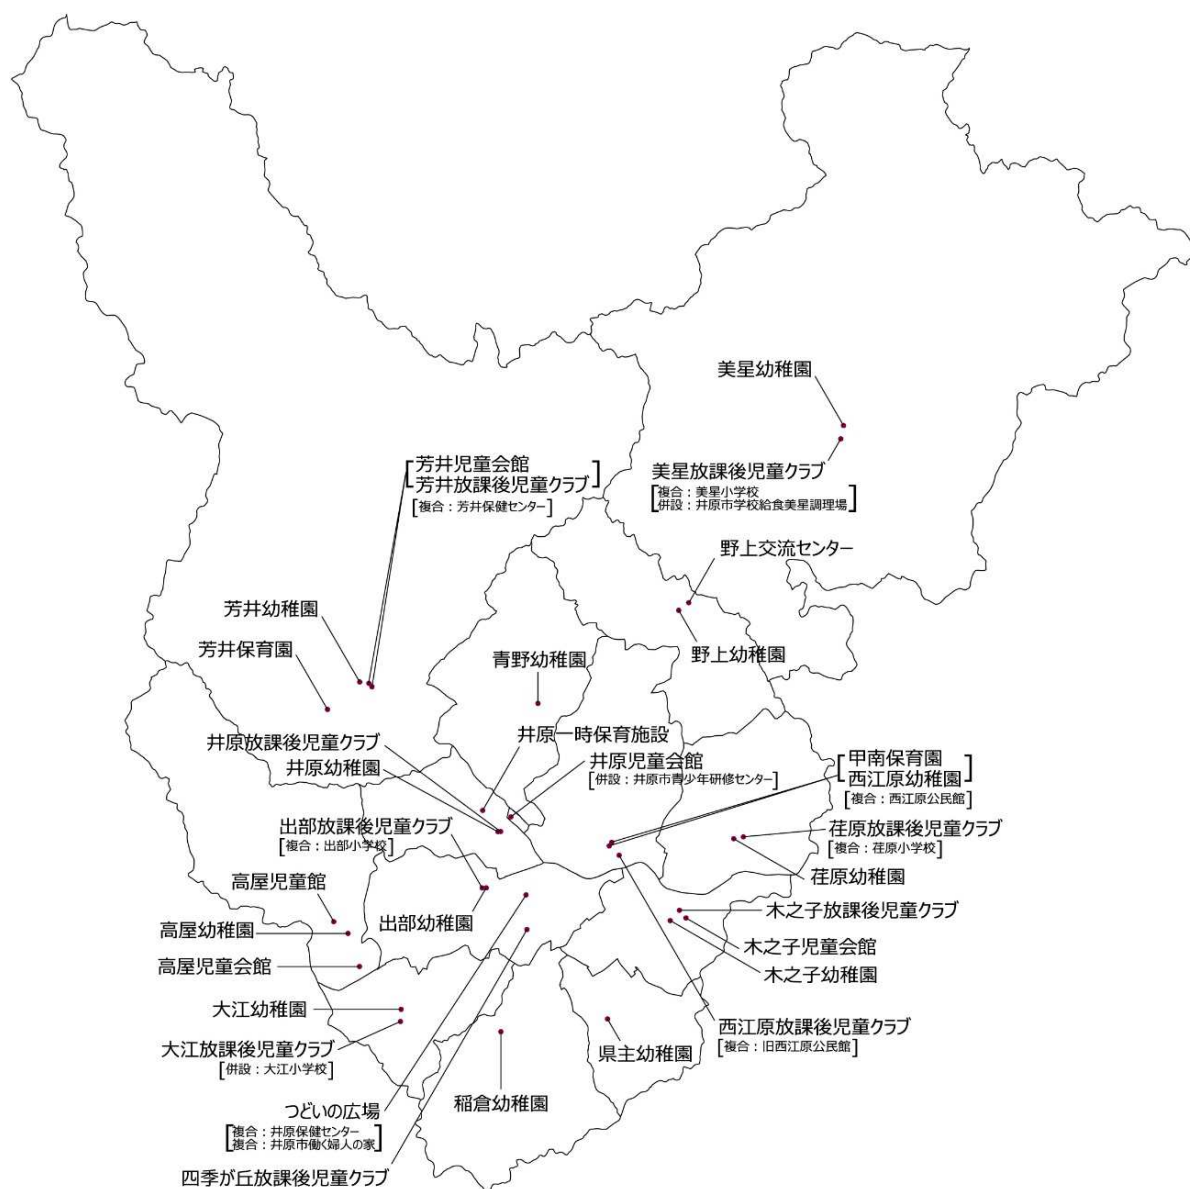 美星幼稚園
美星放課後児童クラブ
複合：美星小学校
併設：井原市学校給食美星調理場
芳井児童会館
芳井放課後児童クラブ
複合：芳井保健センター
野上交流センター
芳井幼稚園
芳井保育園
青野幼稚園
野上幼稚園
井原放課後児童クラブ
井原幼稚園
井原一時保育施設
井原児童会館
併設：井原市青少年研修センター
甲南保育園
西江原幼稚園
複合：西江原公民館
出部放課後児童クラブ
複合：出部小学校
荏原放課後児童クラブ
複合：荏原小学校
荏原幼稚園
高屋児童館
高屋幼稚園
出部幼稚園
木之子放課後児童クラブ
木之子児童会館
木之子幼稚園
高屋児童会館
大江幼稚園
大江放課後児童クラブ
併設：大江小学校
西江原放課後児童クラブ
複合：旧西江原公民館
県主幼稚園
稲倉幼稚園
つどいの広場
複合：井原保健センター
複合：井原市働く婦人の家
四季が丘放課後児童クラブ